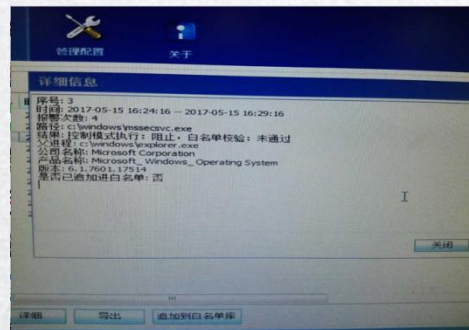 管理配置
关于
详细信息
序号: 3
时间: 2017-05-15 16:24:16 -- 2017-05-15 16:29:16
报警次数: 4
路径: c:\windows\mssecsvc.exe
结果: 控制模式执行: 阻止, 白名单校验: 未通过
父进程: c:\windows\explorer.exe
公司名称: Microsoft Corporation
产品名称: Microsoft_ Windows_ Operating System
版本: 6.1.7601.17514
是否已追加进白名单: 否
关闭
详细
导出
追加到白名单库